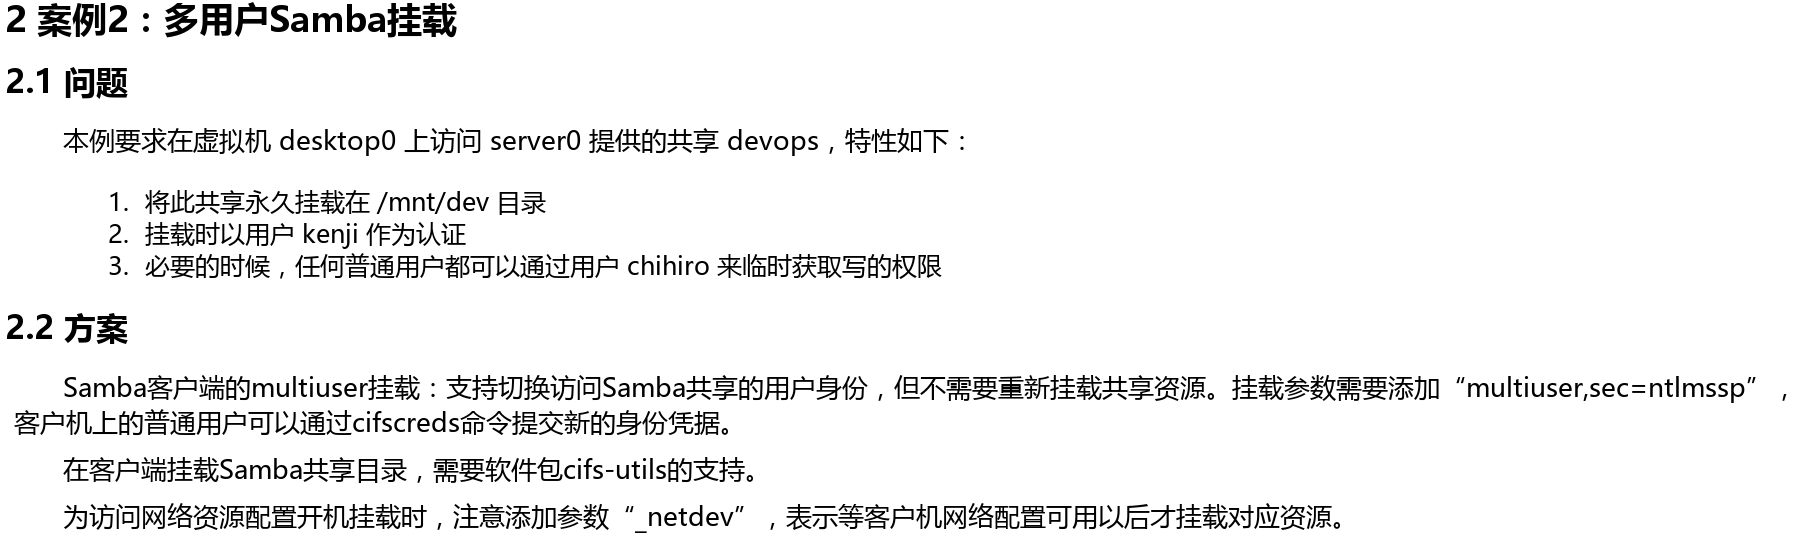 2 案例2：多用户Samba挂载
2.1 问题
本例要求在虚拟机 desktop0 上访问 server0 提供的共享 devops，特性如下：
1. 将此共享永久挂载在 /mnt/dev 目录
2. 挂载时以用户 kenji 作为认证
3. 必要的时候，任何普通用户都可以通过用户 chihiro 来临时获取写的权限
2.2 方案
Samba客户端的multiuser挂载：支持切换访问Samba共享的用户身份，但不需要重新挂载共享资源。挂载参数需要添加“multiuser,sec=ntlmssp”，
客户机上的普通用户可以通过cifscreds命令提交新的身份凭据。
在客户端挂载Samba共享目录，需要软件包cifs-utils的支持。
为访问网络资源配置开机挂载时，注意添加参数“_netdev”，表示等客户机网络配置可用以后才挂载对应资源。